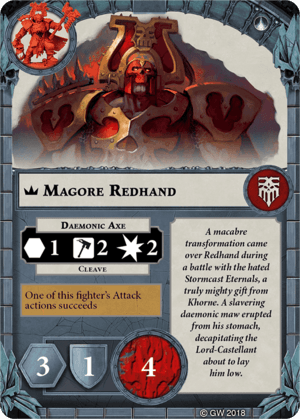 MAGORE REDHAND
DAEMONIC AXE
1 2 2
CLEAVE
One of this fighter's Attack
actions succeeds
A macabre
transformation came
over Redhand during
a battle with the hated
Stormcast Eternals, a
truly mighty gift from
Khorne. A slavering
daemonic maw erupted
from his stomach,
decapitating the
Lord-Castellant
about to lay
him low.
3 1 4
© GW 2018